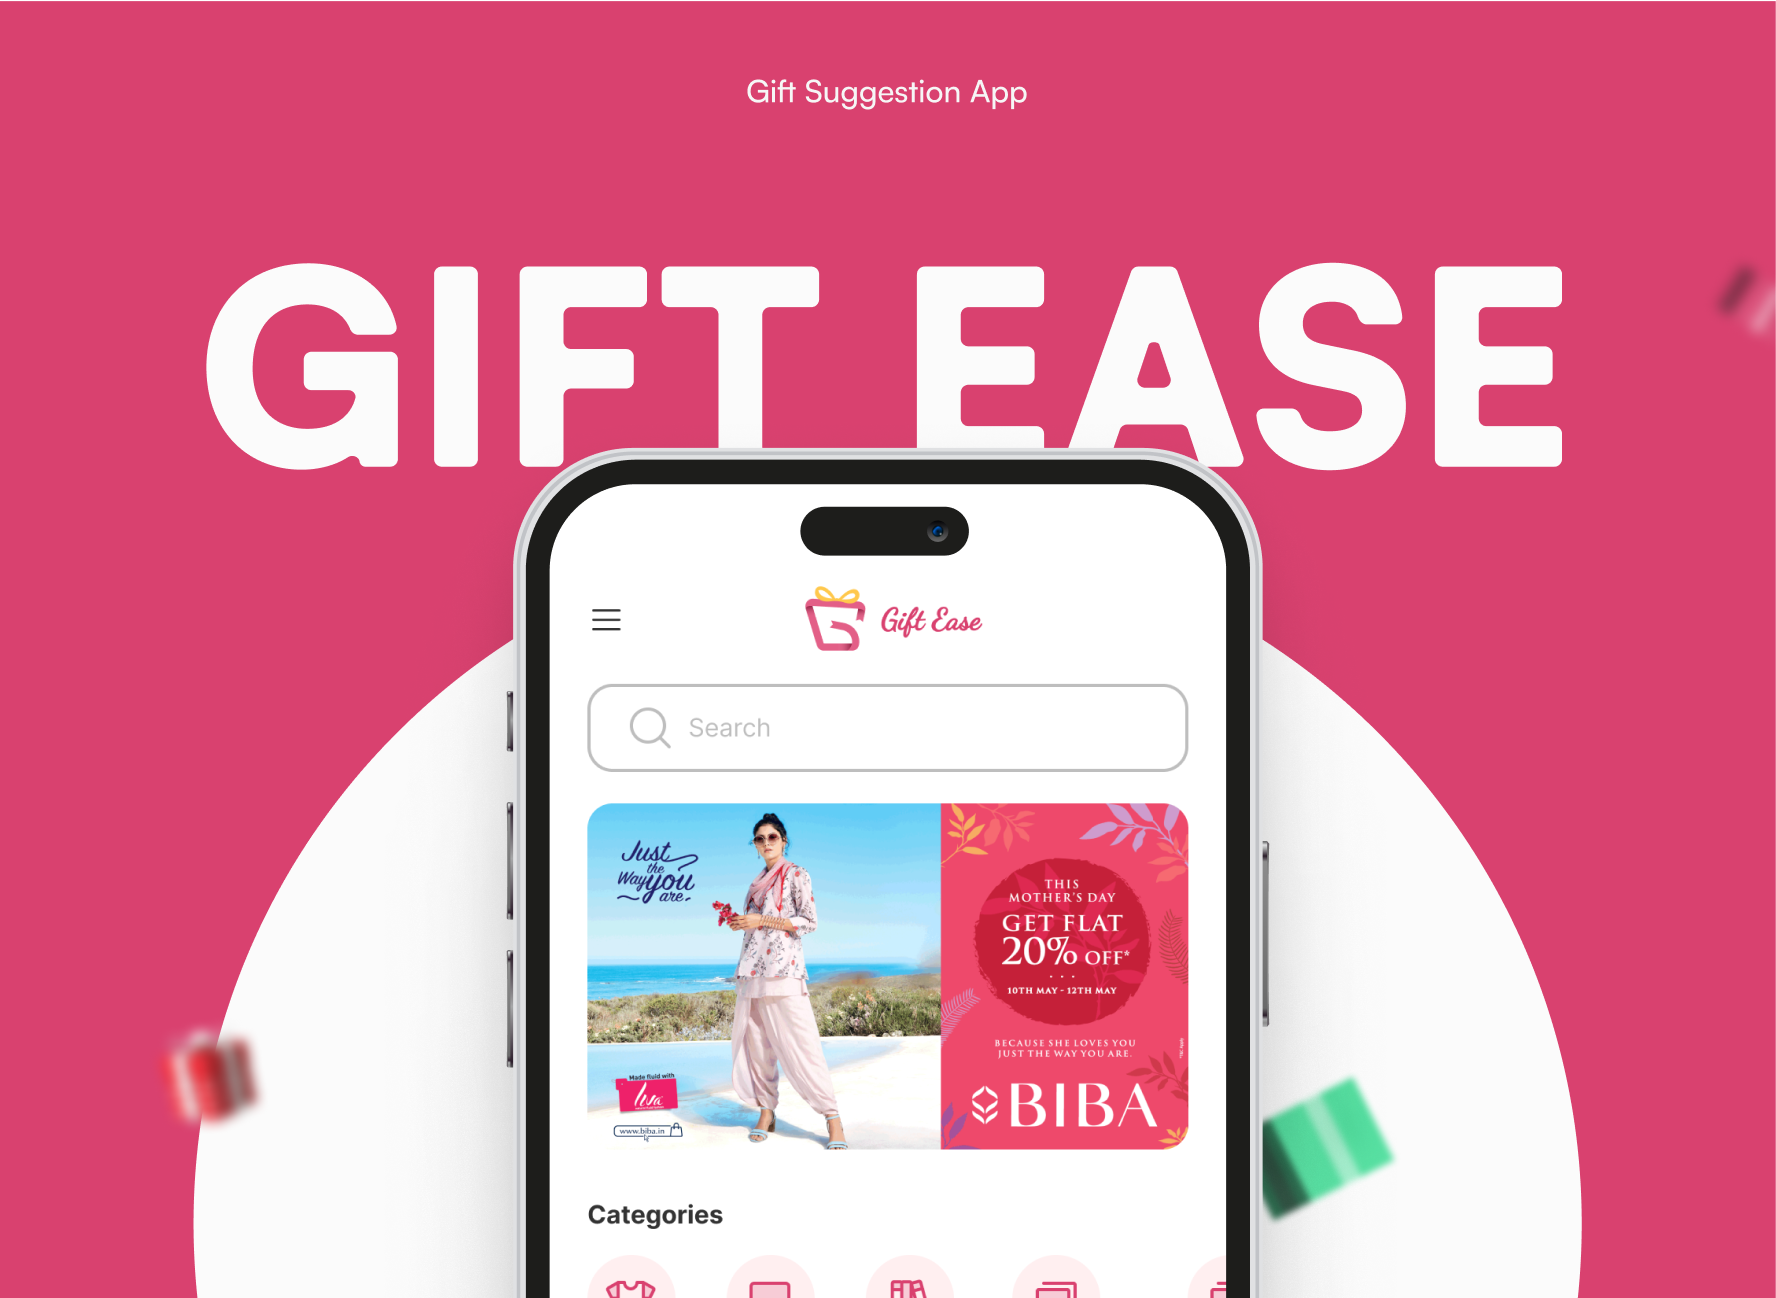 Gift Suggestion App
GIFT EASE
Gift Ease
Search
Just
the
Way you
are.
THIS
MOTHER'S DAY
GET FLAT
20% OFF*
10TH MAY - 12TH MAY
BECAUSE SHE LOVES YOU
JUST THE WAY YOU ARE.
BIBA
Made fluid with
Liva
www.biba.in
Categories